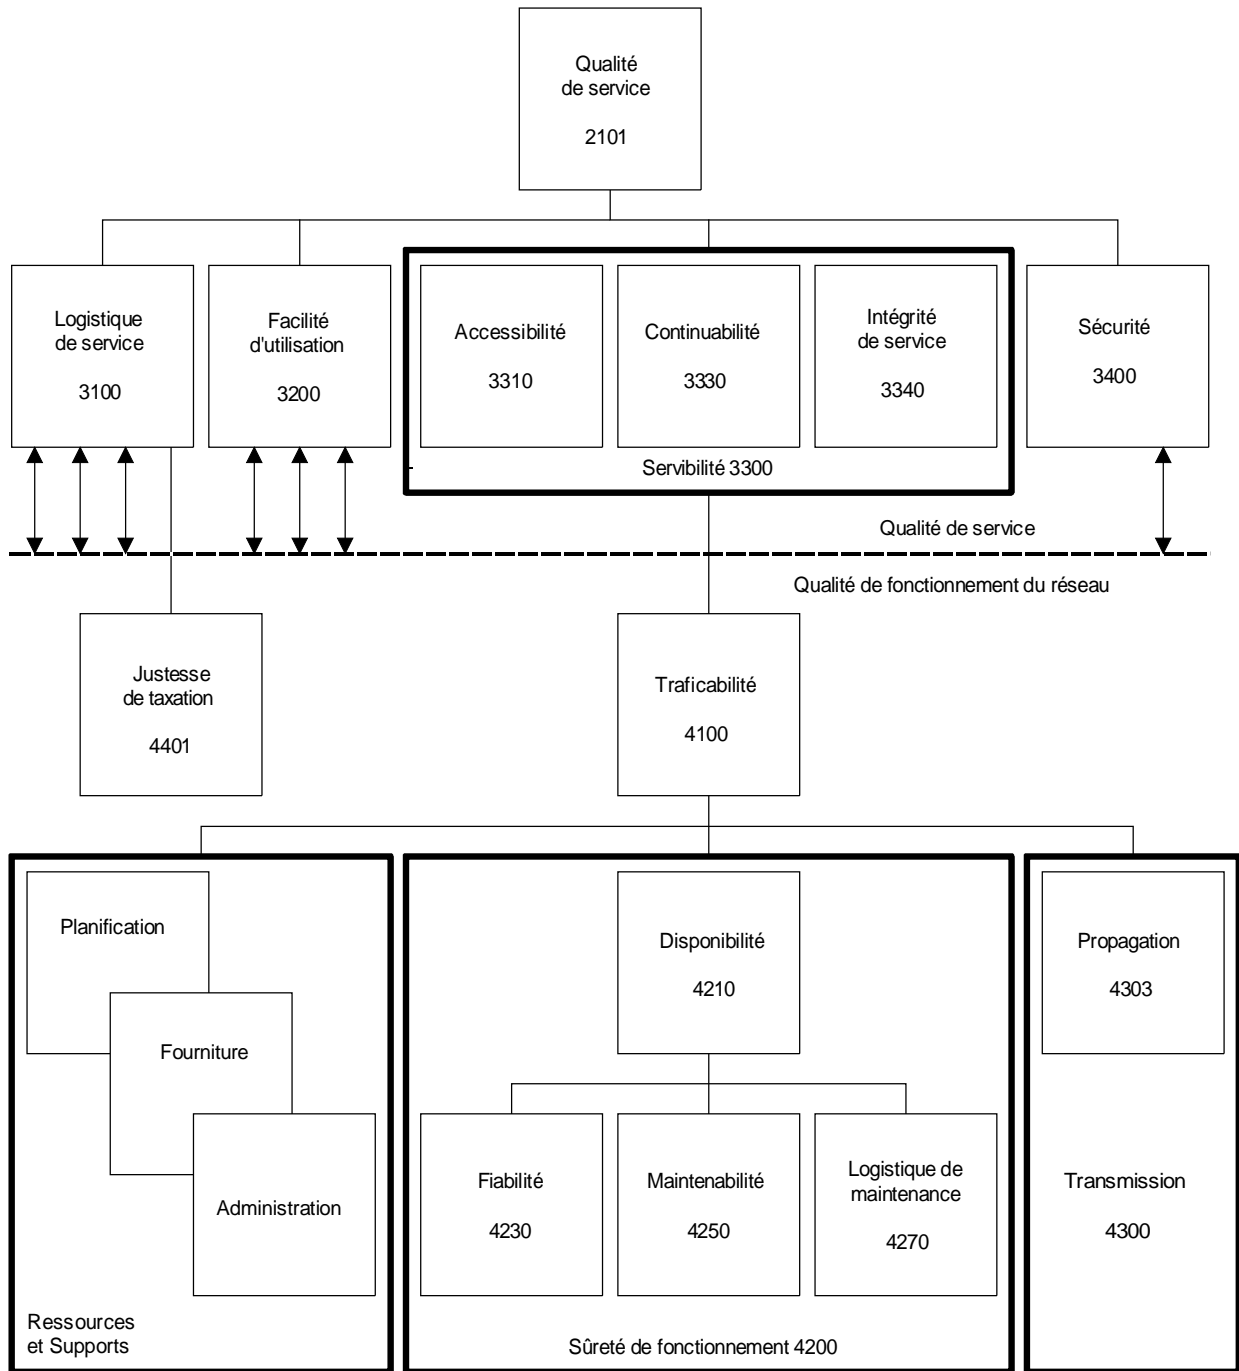 Qualité
de service
2101
Logistique
de service
3100
Facilité
d'utilisation
3200
Accessibilité
3310
Continuabilité
3330
Intégrité
de service
3340
Sécurité
3400
Servibilité 3300
Qualité de service
Qualité de fonctionnement du réseau
Justesse
de taxation
4401
Traficabilité
4100
Planification
Fourniture
Administration
Ressources
et Supports
Disponibilité
4210
Fiabilité
4230
Maintenabilité
4250
Logistique de
maintenance
4270
Sûreté de fonctionnement 4200
Propagation
4303
Transmission
4300